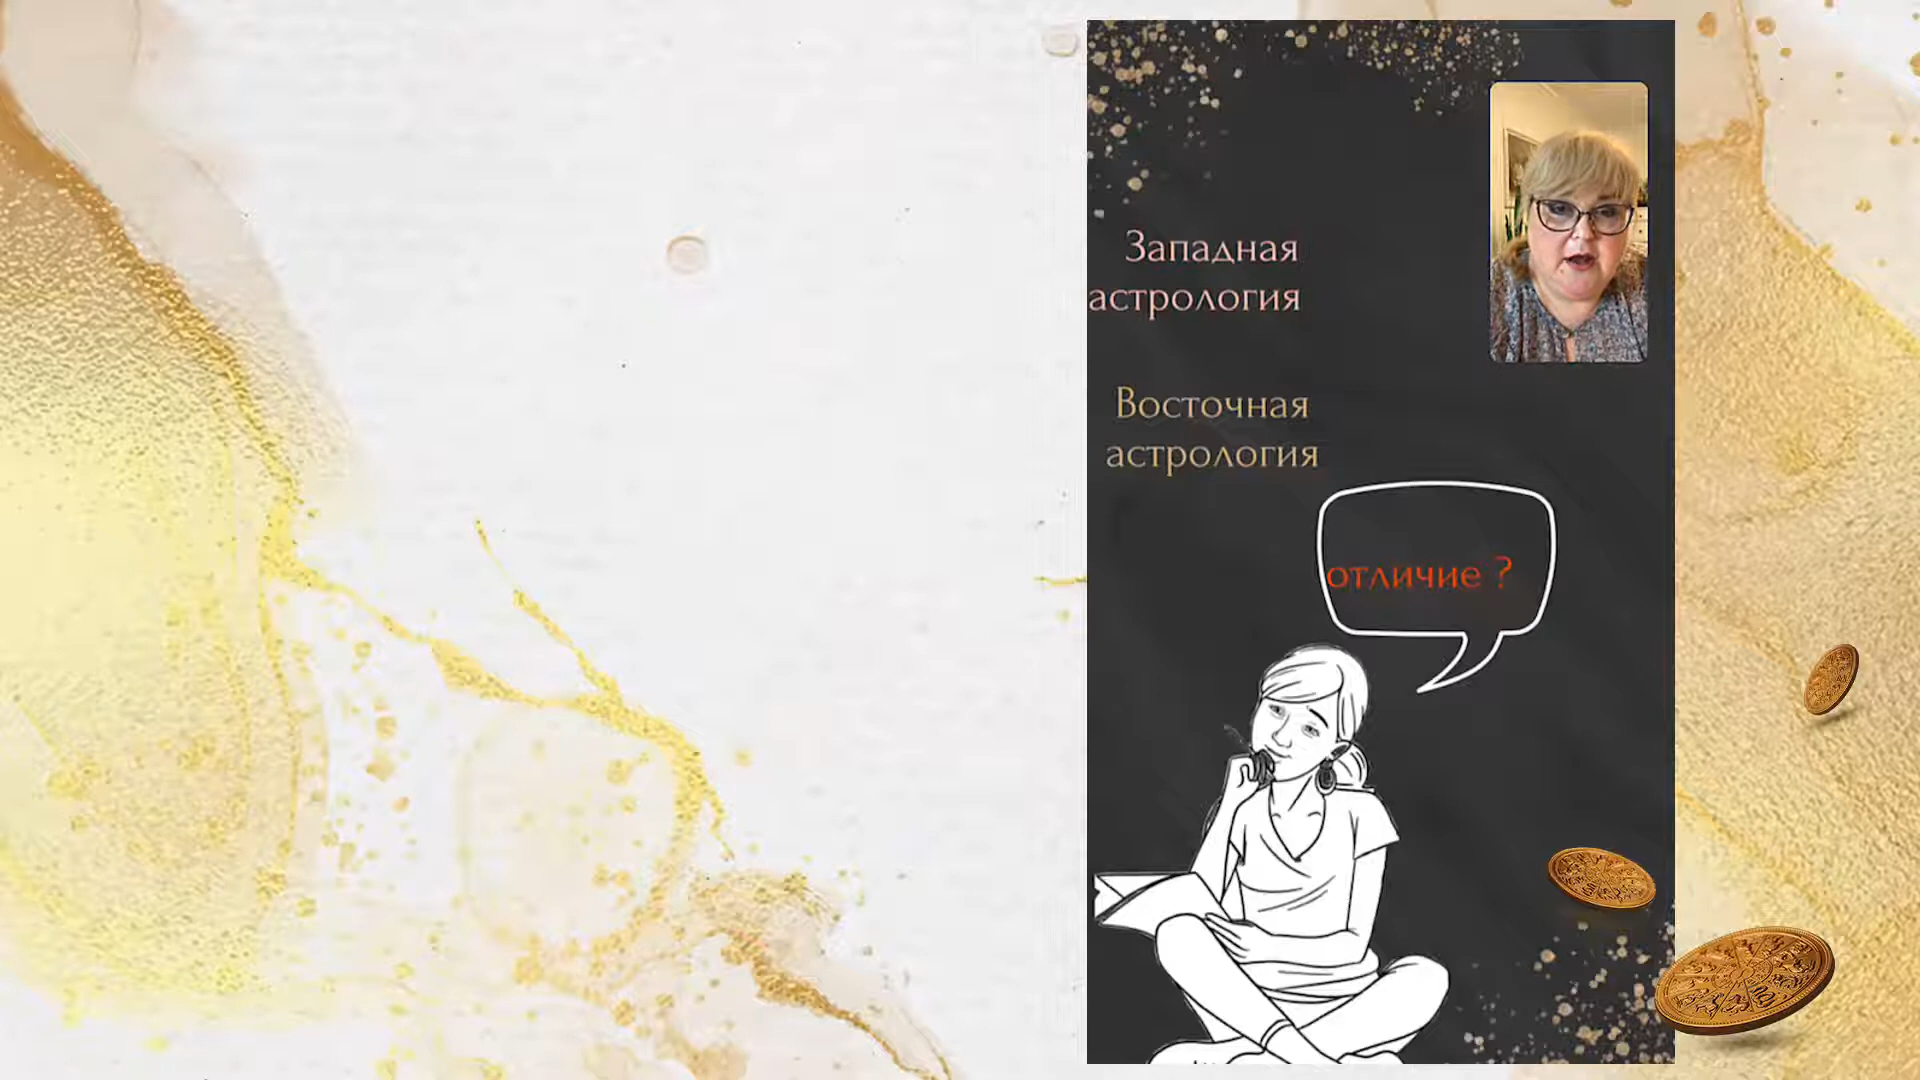 Западная
астрология
Восточная
астрология
отличие ?